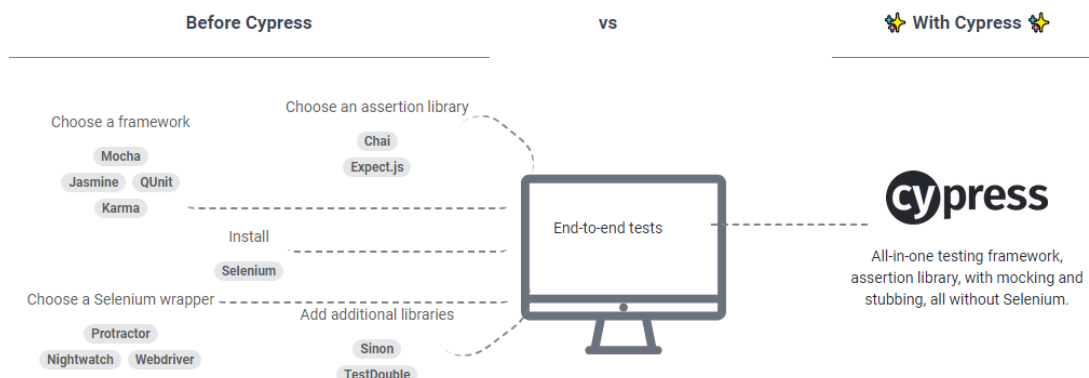 Before Cypress
vs
With Cypress
Choose a framework
Mocha
Jasmine QUnit
Karma
Choose an assertion library
Chai
Expect.js
Install
Selenium
Choose a Selenium wrapper
Protractor
Nightwatch Webdriver
Add additional libraries
Sinon
TestDouble
End-to-end tests
cypress
All-in-one testing framework,
assertion library, with mocking and
stubbing, all without Selenium.